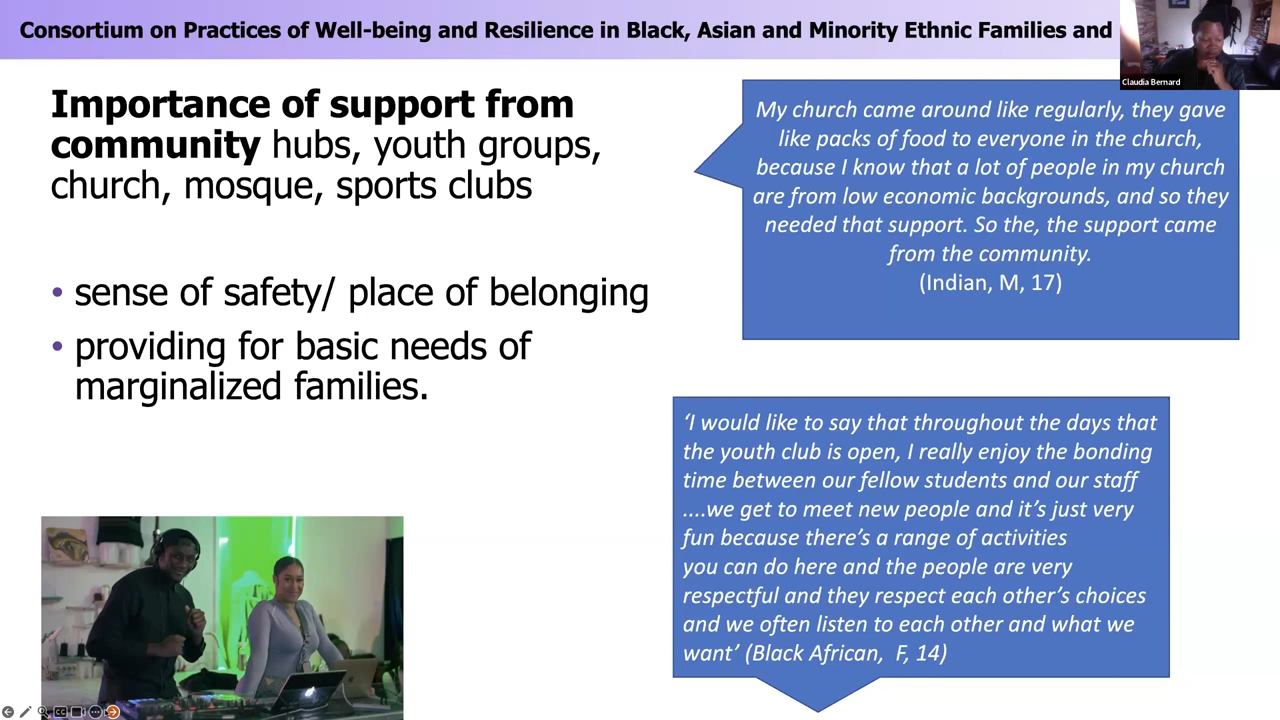 Consortium on Practices of Well-being and Resilience in Black, Asian and Minority Ethnic Families and
Claudia Bernard
Importance of support from
community hubs, youth groups,
church, mosque, sports clubs
• sense of safety/ place of belonging
• providing for basic needs of
marginalized families.
My church came around like regularly, they gave
like packs of food to everyone in the church,
because I know that a lot of people in my church
are from low economic backgrounds, and so they
needed that support. So the, the support came
from the community.
(Indian, M, 17)
‘I would like to say that throughout the days that
the youth club is open, I really enjoy the bonding
time between our fellow students and our staff
....we get to meet new people and it’s just very
fun because there’s a range of activities
you can do here and the people are very
respectful and they respect each other’s choices
and we often listen to each other and what we
want’ (Black African, F, 14)